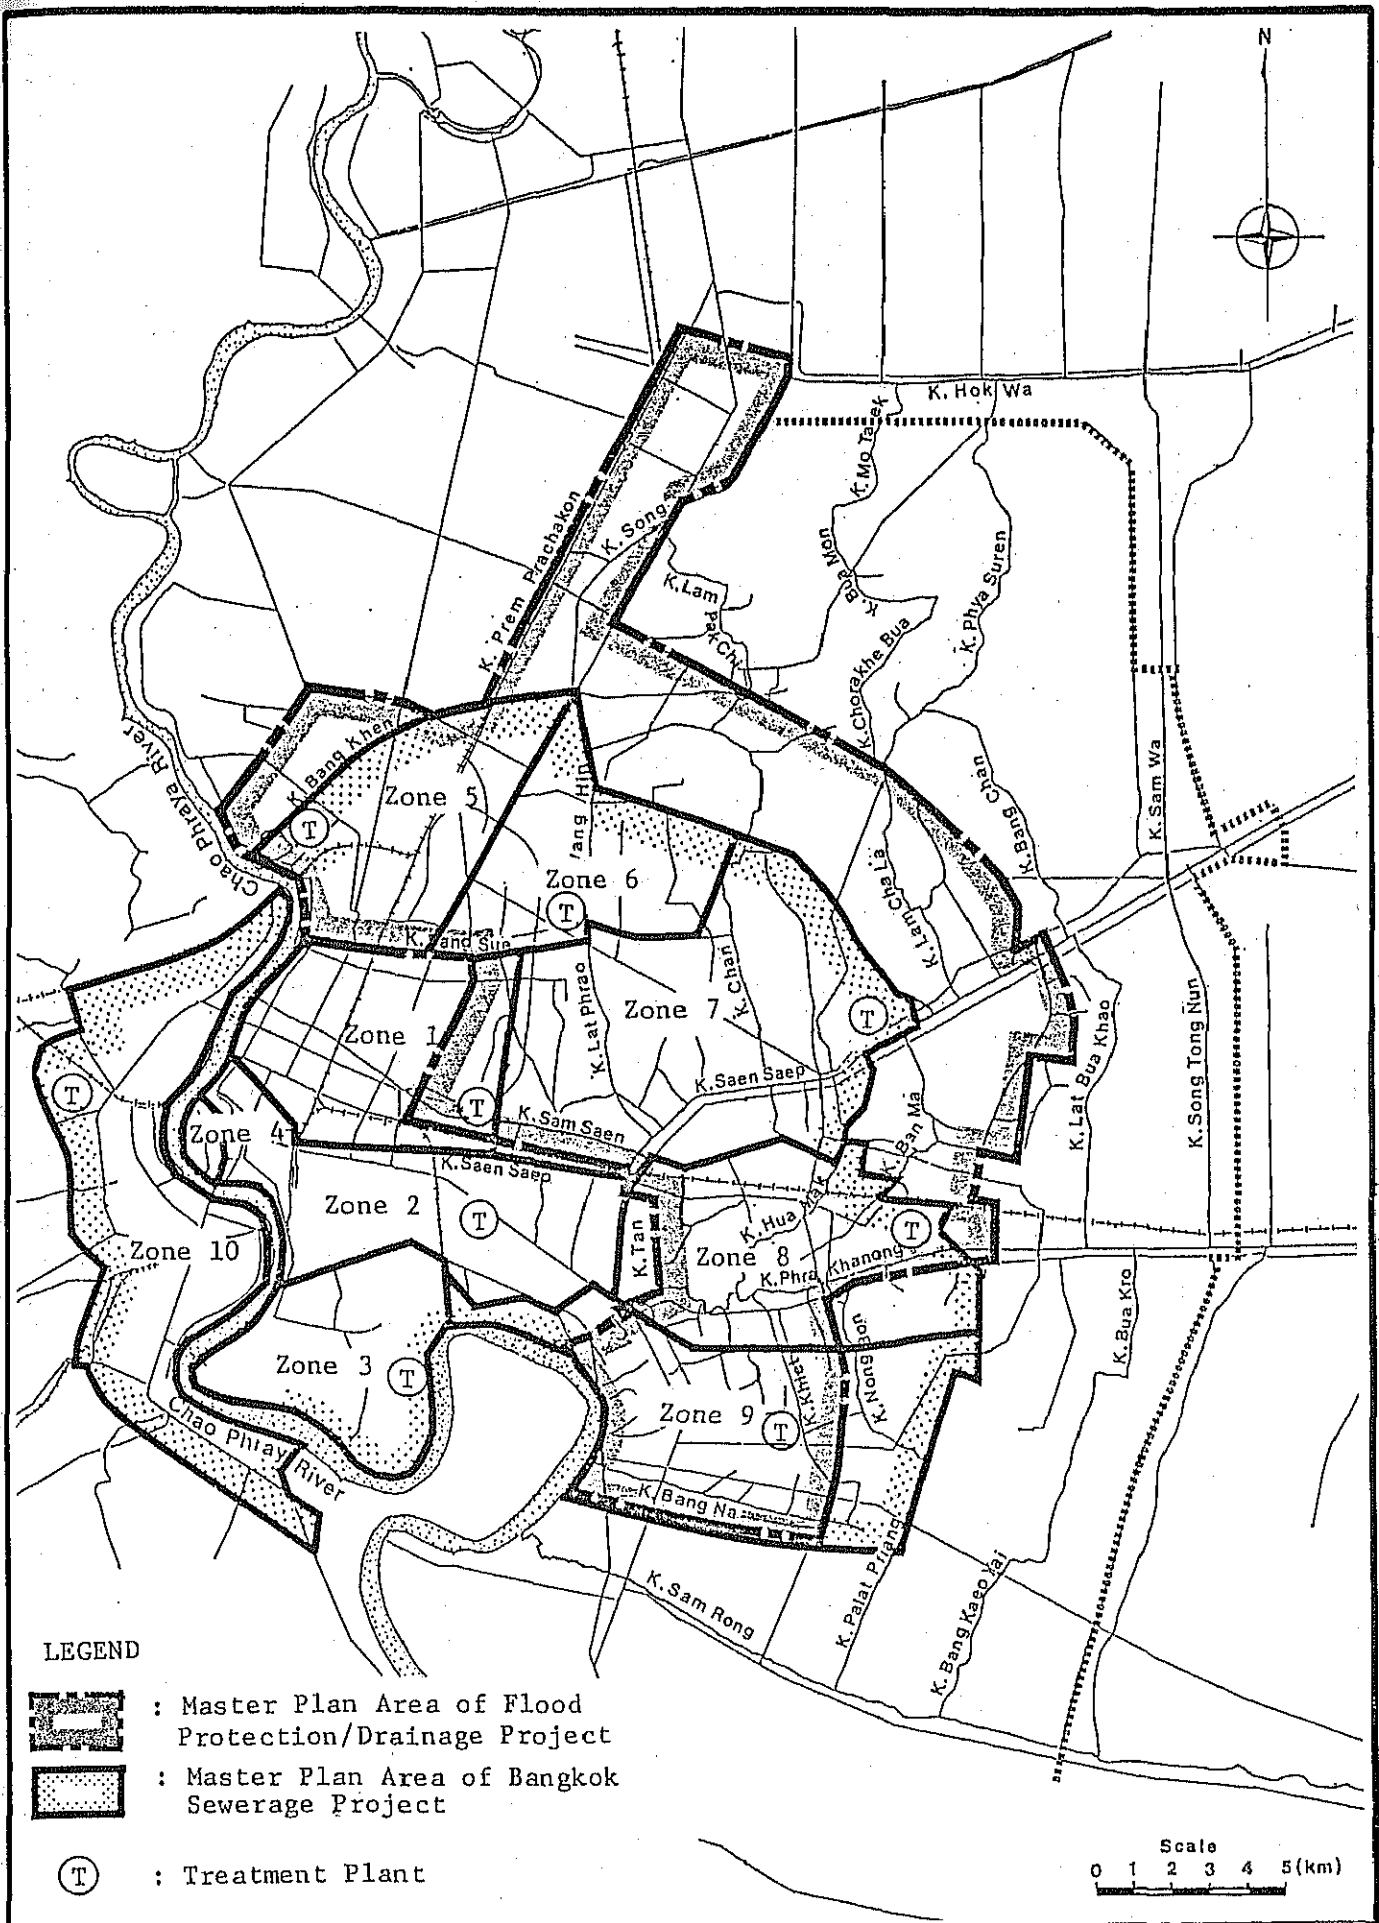 N
K. Hok Wa
K. Mo Taek
K. Song
K. Prem Prachakon
K. Bua Mon
K. Lam
Pak Chi
K. Phya Suren
K. Chorakhe Bua
Chao Phraya River
K. Bang Khen
K. Bang Chan
K. Sam Wa
Zone 5
T
Zone 6
T
K. Lam Cha La
Zone 1
K. Lat Phrao
Zone 7
K. Chan
T
K. Lat Bua Khao
K. Song Tong Nun
T
T
K. Saen Saep
K. Sam Saen
K. Ban Ma
Zone 4
K. Saen Saep
Zone 2
T
K. Tan
Zone 10
Zone 8
T
K. Phra Khanong
K. Bua Kro
Zone 3
T
Zone 9
T
K. Khlet
K. Nong Bon
Chao Phray River
K. Bang Na
K. Sam Rong
K. Palat Priang
K. Bang Kaeo Yai
LEGEND
: Master Plan Area of Flood
Protection/Drainage Project
: Master Plan Area of Bangkok
Sewerage Project
T : Treatment Plant
Scale
0 1 2 3 4 5(km)